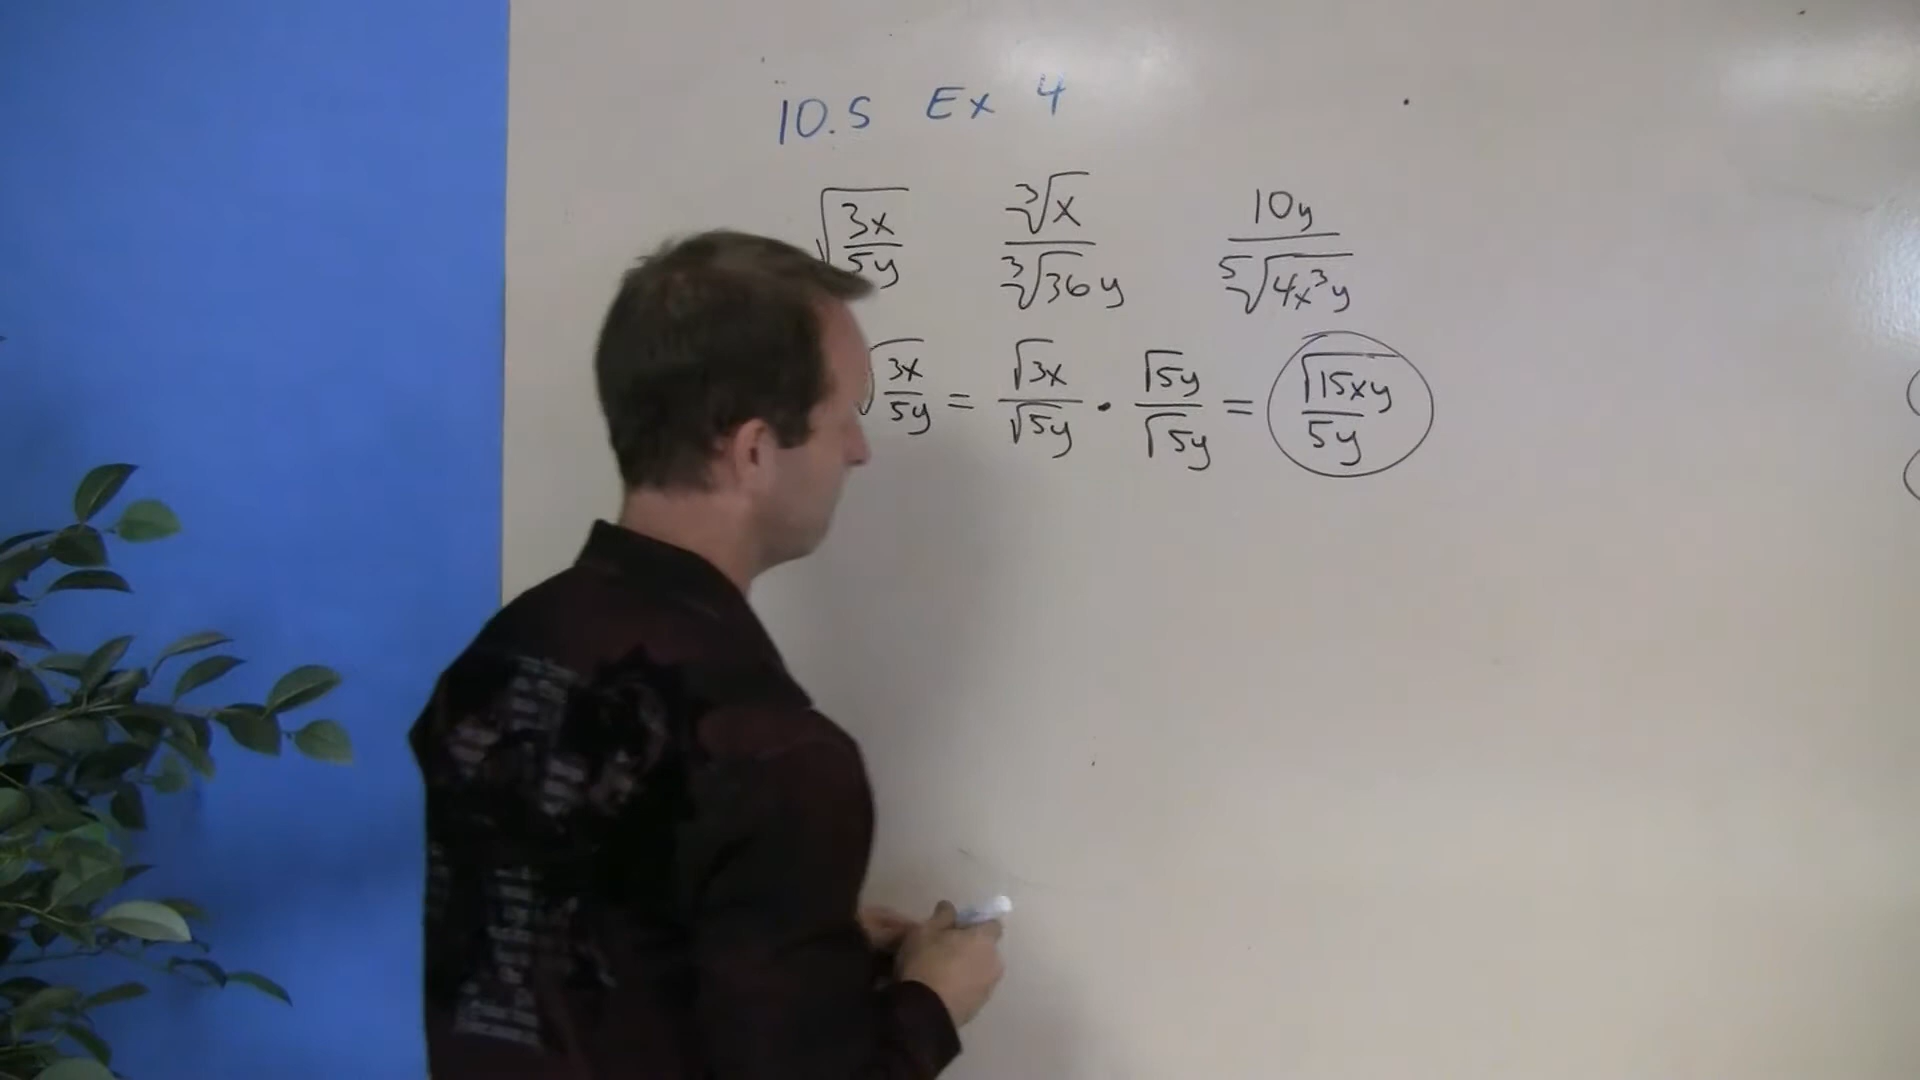 10.5 Ex 4
√(3x/5y) ∛x/∛36y 10y/⁵√(4x³y)
√(3x/5y) = √3x/√5y · √5y/√5y = √15xy/5y